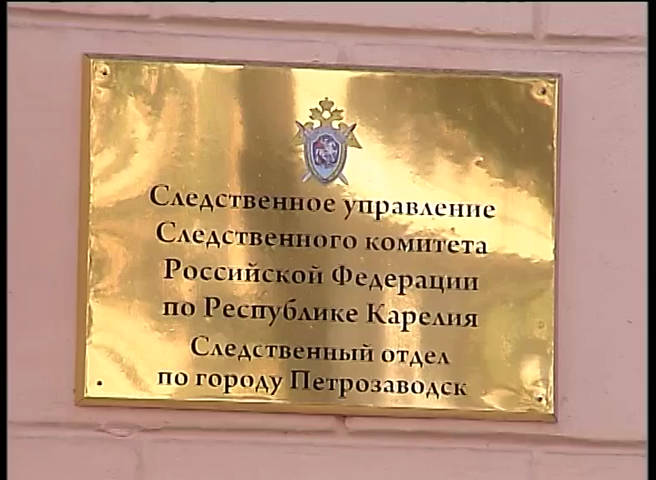 Следственное управление
Следственного комитета
Российской Федерации
по Республике Карелия
Следственный отдел
по городу Петрозаводск